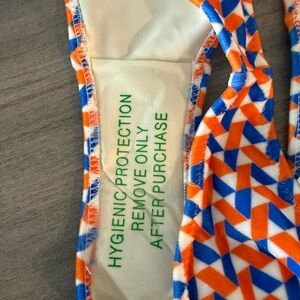 HYGIENIC PROTECTION
REMOVE ONLY
AFTER PURCHASE